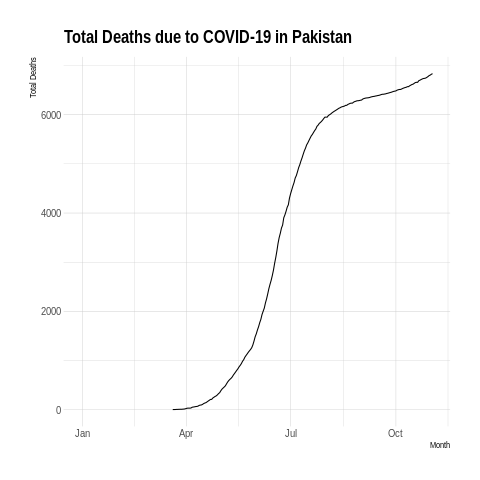 Total Deaths due to COVID-19 in Pakistan
Total Deaths
6000
4000
2000
0
Jan Apr Jul Oct
Month